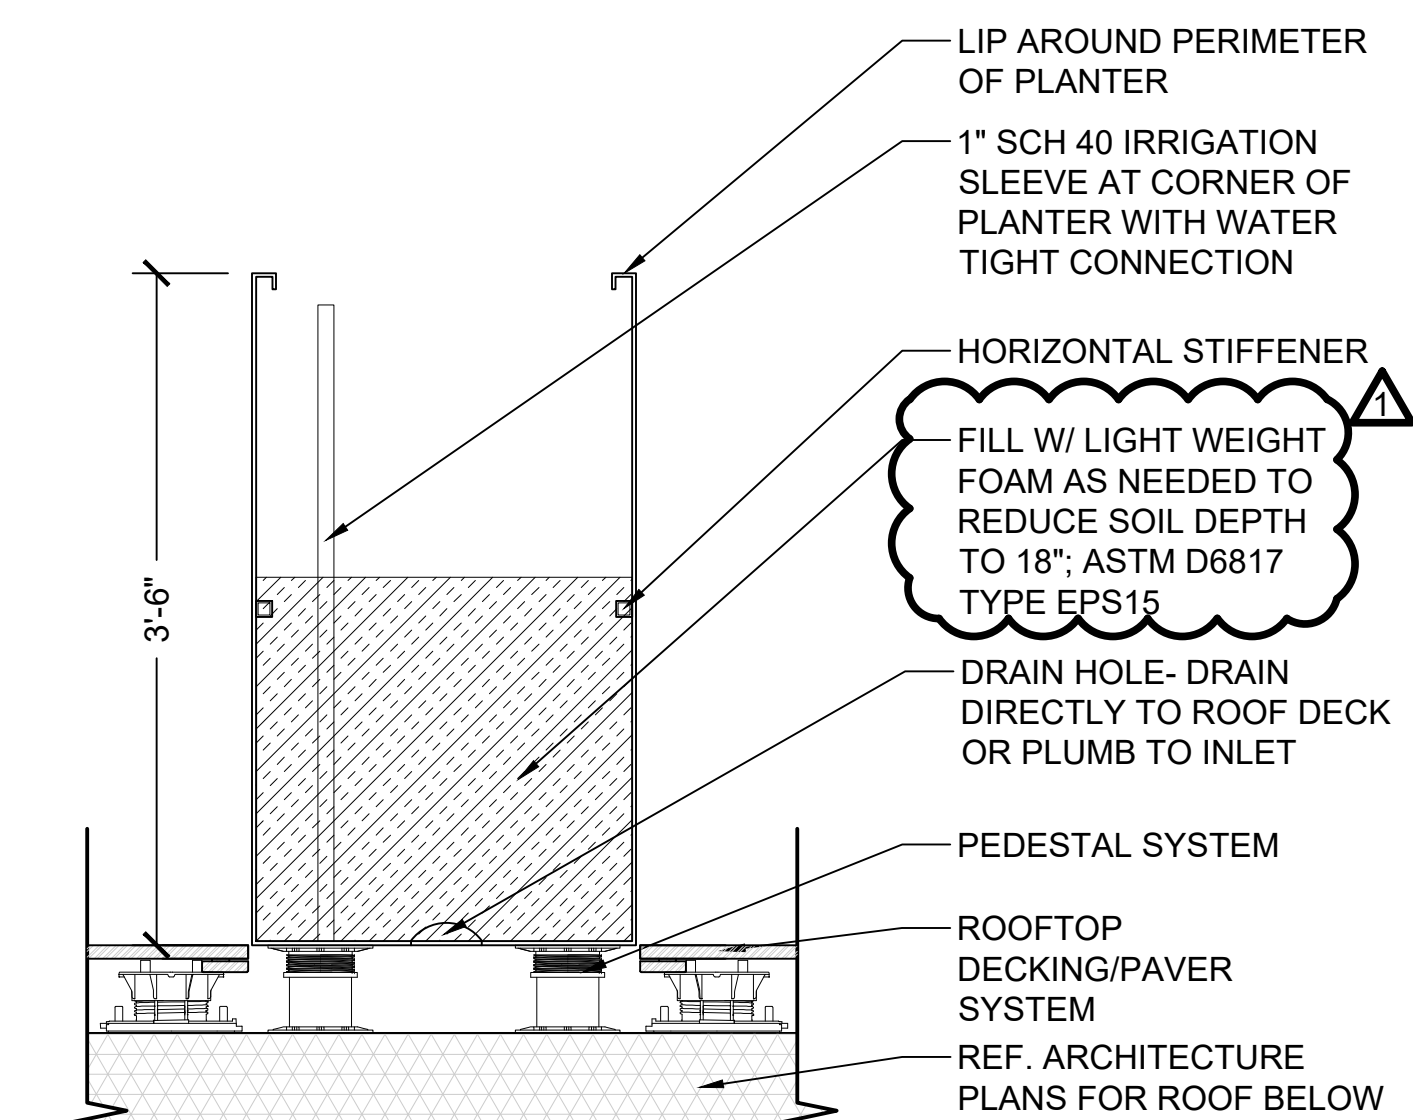 LIP AROUND PERIMETER
OF PLANTER
1" SCH 40 IRRIGATION
SLEEVE AT CORNER OF
PLANTER WITH WATER
TIGHT CONNECTION
HORIZONTAL STIFFENER
1
FILL W/ LIGHT WEIGHT
FOAM AS NEEDED TO
REDUCE SOIL DEPTH
TO 18"; ASTM D6817
TYPE EPS15
3'-6"
DRAIN HOLE- DRAIN
DIRECTLY TO ROOF DECK
OR PLUMB TO INLET
PEDESTAL SYSTEM
ROOFTOP
DECKING/PAVER
SYSTEM
REF. ARCHITECTURE
PLANS FOR ROOF BELOW